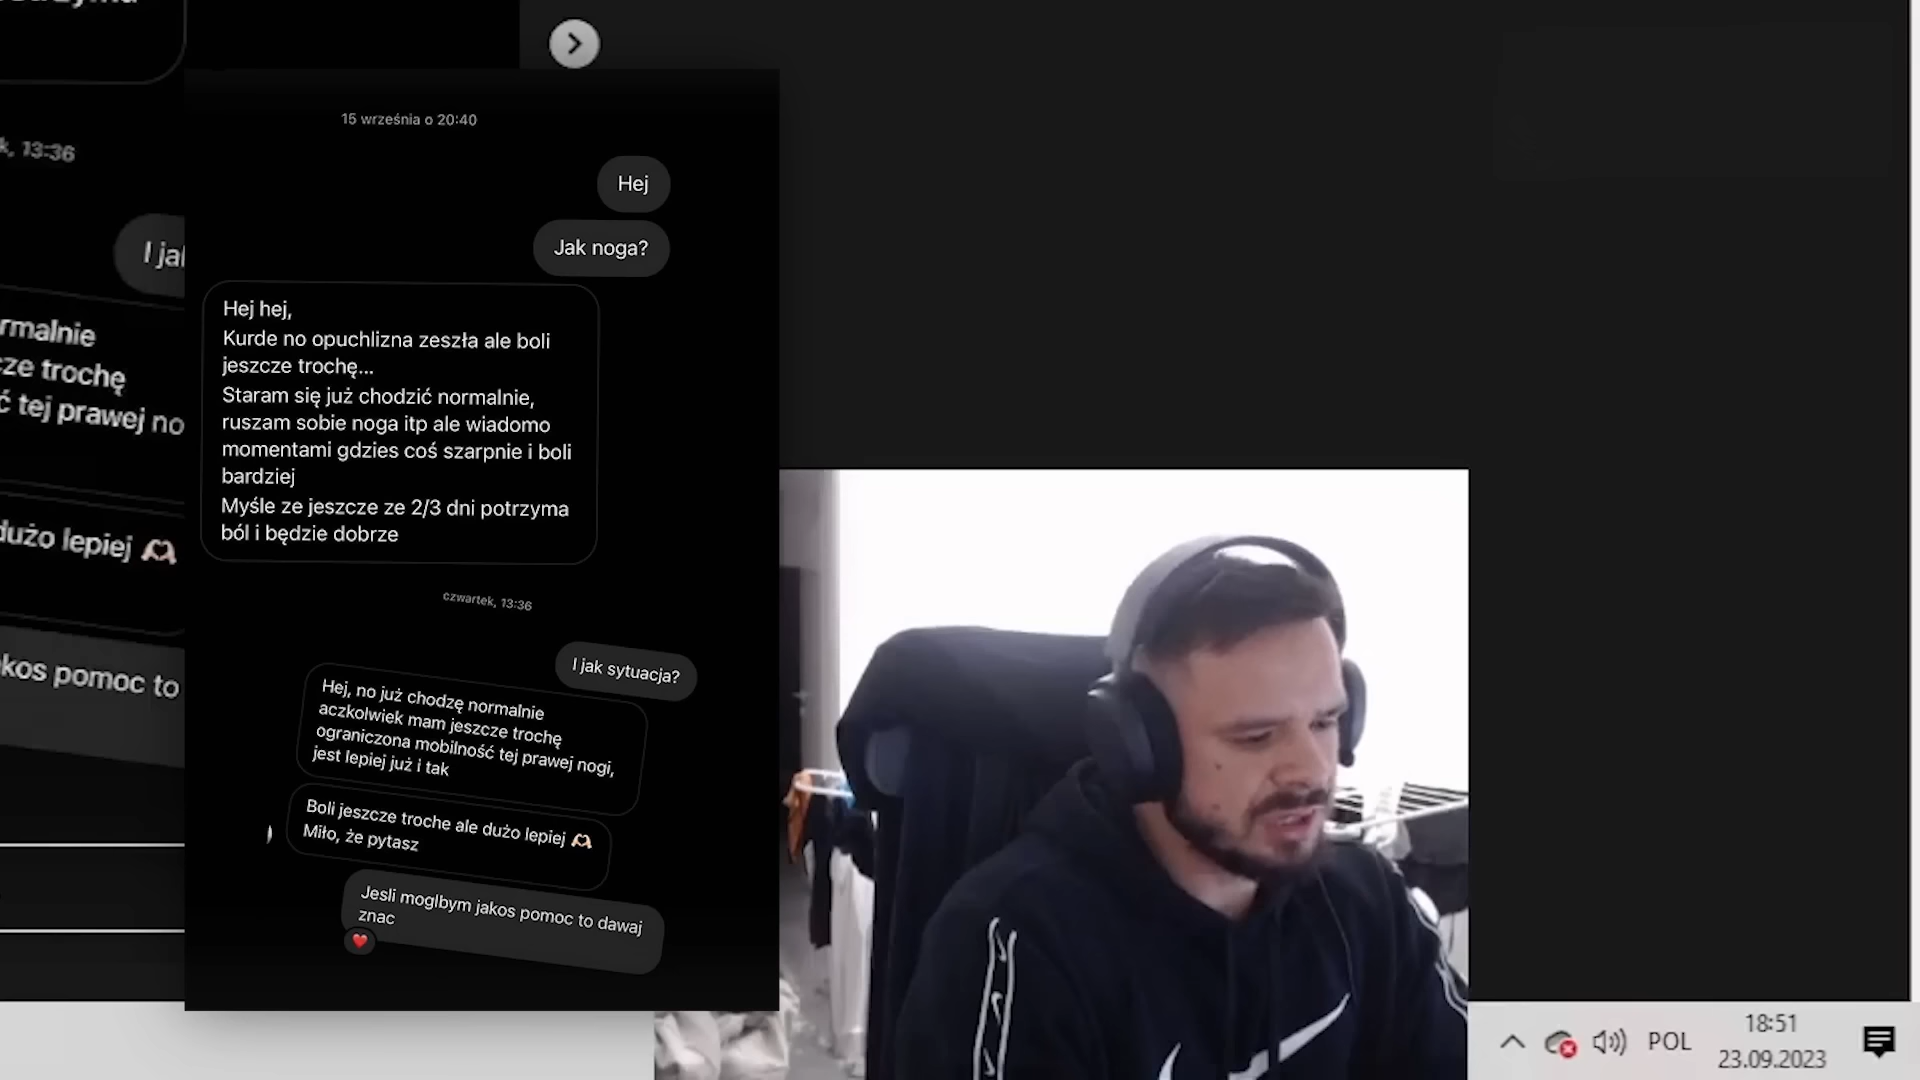 k, 13:36
I jak
rmalnie
cze trochę
ć tej prawej no
dużo lepiej
kos pomoc to
15 września o 20:40
Hej
Jak noga?
Hej hej,
Kurde no opuchlizna zeszła ale boli
jeszcze trochę...
Staram się już chodzić normalnie,
ruszam sobie noga itp ale wiadomo
momentami gdzies coś szarpnie i boli
bardziej
Myśle ze jeszcze ze 2/3 dni potrzyma
ból i będzie dobrze
czwartek, 13:36
I jak sytuacja?
Hej, no już chodzę normalnie
aczkolwiek mam jeszcze trochę
ograniczona mobilność tej prawej nogi,
jest lepiej już i tak
Boli jeszcze troche ale dużo lepiej 🫶🏻
Miło, że pytasz
Jesli moglbym jakos pomoc to dawaj
znac
❤️
POL
18:51
23.09.2023